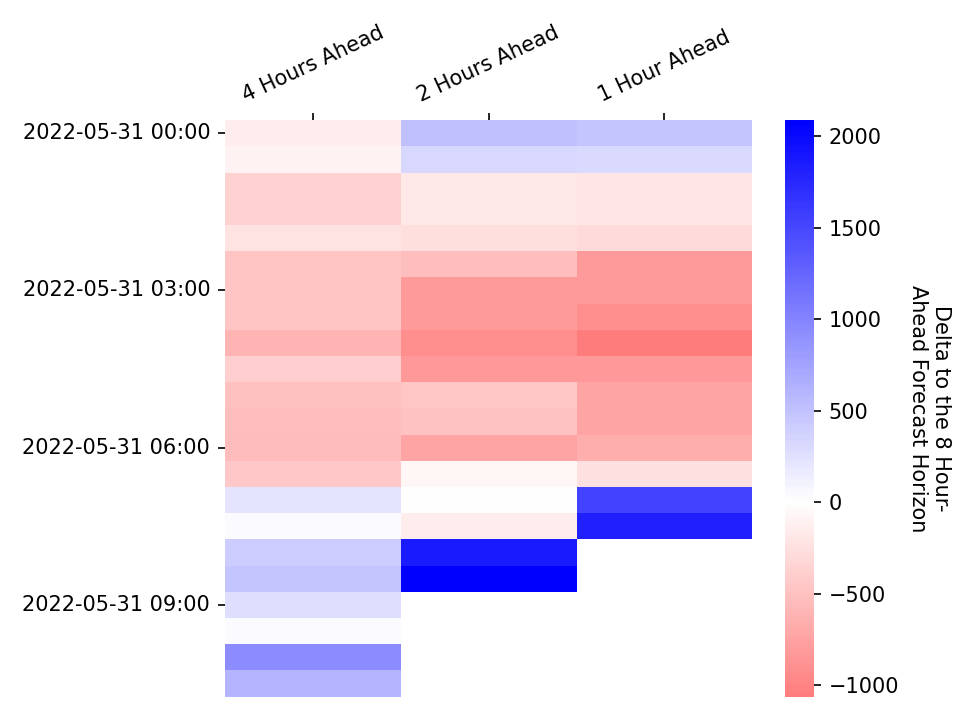 4 Hours Ahead
2 Hours Ahead
1 Hour Ahead
2022-05-31 00:00
2022-05-31 03:00
2022-05-31 06:00
2022-05-31 09:00
2000
1500
1000
500
0
−500
−1000
Delta to the 8 Hour-
Ahead Forecast Horizon